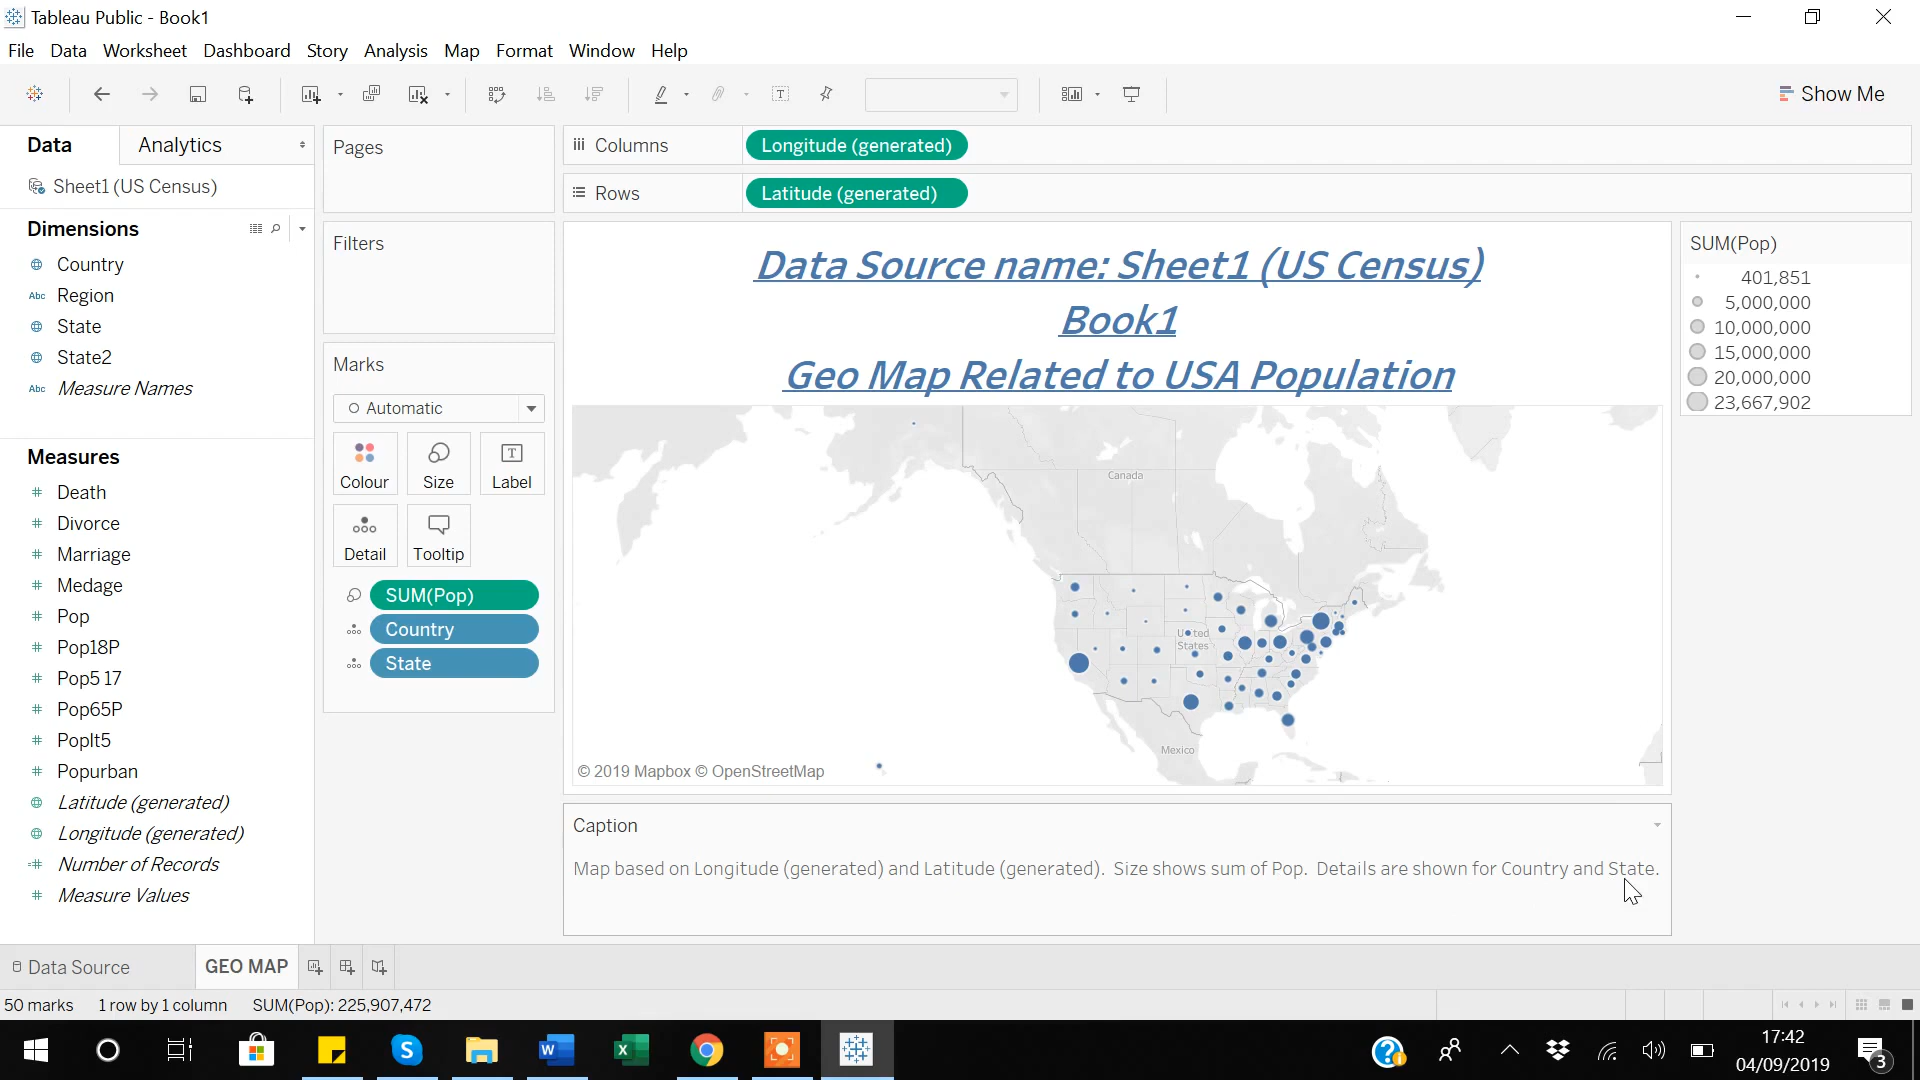 Tableau Public - Book1
File Data Worksheet Dashboard Story Analysis Map Format Window Help
Show Me
Data Analytics
Sheet1 (US Census)
Dimensions
Country
Abc Region
State
State2
Abc Measure Names
Measures
Death
Divorce
Marriage
Medage
Pop
Pop18P
Pop5 17
Pop65P
Poplt5
Popurban
Latitude (generated)
Longitude (generated)
Number of Records
Measure Values
Pages
Filters
Marks
Automatic
Colour Size Label
Detail Tooltip
SUM(Pop)
Country
State
Columns Longitude (generated)
Rows Latitude (generated)
Data Source name: Sheet1 (US Census)
Book1
Geo Map Related to USA Population
Canada
United
States
Mexico
© 2019 Mapbox © OpenStreetMap
Caption
Map based on Longitude (generated) and Latitude (generated).  Size shows sum of Pop.  Details are shown for Country and State.
SUM(Pop)
401,851
5,000,000
10,000,000
15,000,000
20,000,000
23,667,902
Data Source GEO MAP
50 marks 1 row by 1 column SUM(Pop): 225,907,472
17:42
04/09/2019
3